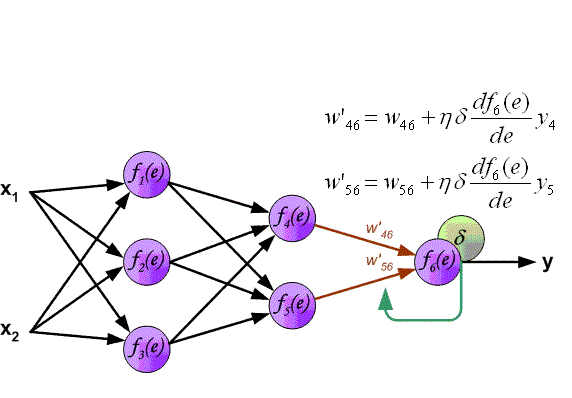 w'₄₆ = w₄₆ + η δ df₆(e)/de y₄
w'₅₆ = w₅₆ + η δ df₆(e)/de y₅
f₁(e)
x₁
f₄(e)
w'₄₆
δ
f₂(e)
w'₅₆
f₆(e)
y
f₅(e)
x₂
f₃(e)